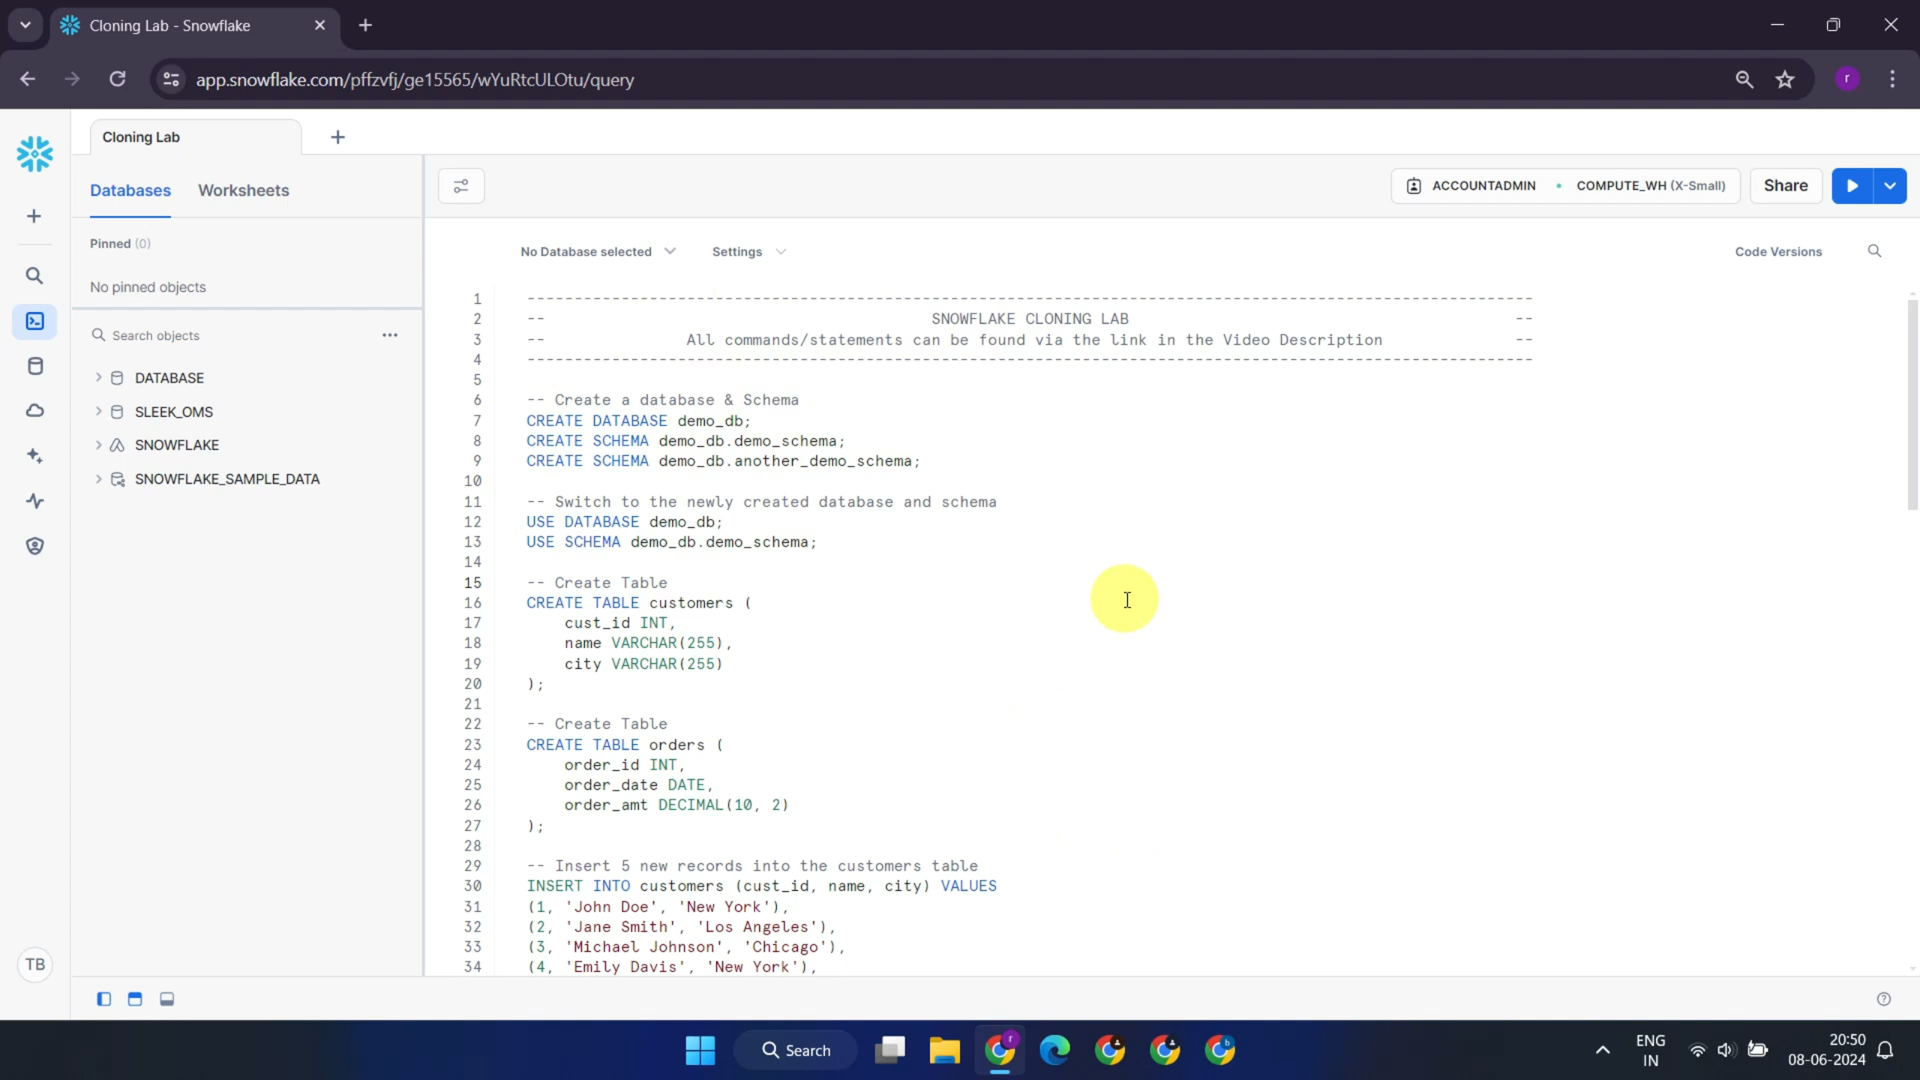 Cloning Lab - Snowflake
app.snowflake.com/pffzvfj/ge15565/wYuRtcULOtu/query
r
Cloning Lab
Databases Worksheets
ACCOUNTADMIN • COMPUTE_WH (X-Small) Share
Pinned (0)
No pinned objects
No Database selected Settings Code Versions
Search objects
DATABASE
SLEEK_OMS
SNOWFLAKE
SNOWFLAKE_SAMPLE_DATA
1 --------------------------------------------------------------------------------
2 -- SNOWFLAKE CLONING LAB --
3 -- All commands/statements can be found via the link in the Video Description --
4 --------------------------------------------------------------------------------
5
6 -- Create a database & Schema
7 CREATE DATABASE demo_db;
8 CREATE SCHEMA demo_db.demo_schema;
9 CREATE SCHEMA demo_db.another_demo_schema;
10
11 -- Switch to the newly created database and schema
12 USE DATABASE demo_db;
13 USE SCHEMA demo_db.demo_schema;
14
15 -- Create Table
16 CREATE TABLE customers (
17 cust_id INT,
18 name VARCHAR(255),
19 city VARCHAR(255)
20 );
21
22 -- Create Table
23 CREATE TABLE orders (
24 order_id INT,
25 order_date DATE,
26 order_amt DECIMAL(10, 2)
27 );
28
29 -- Insert 5 new records into the customers table
30 INSERT INTO customers (cust_id, name, city) VALUES
31 (1, 'John Doe', 'New York'),
32 (2, 'Jane Smith', 'Los Angeles'),
33 (3, 'Michael Johnson', 'Chicago'),
34 (4, 'Emily Davis', 'New York'),
TB
Search
ENG
IN
20:50
08-06-2024